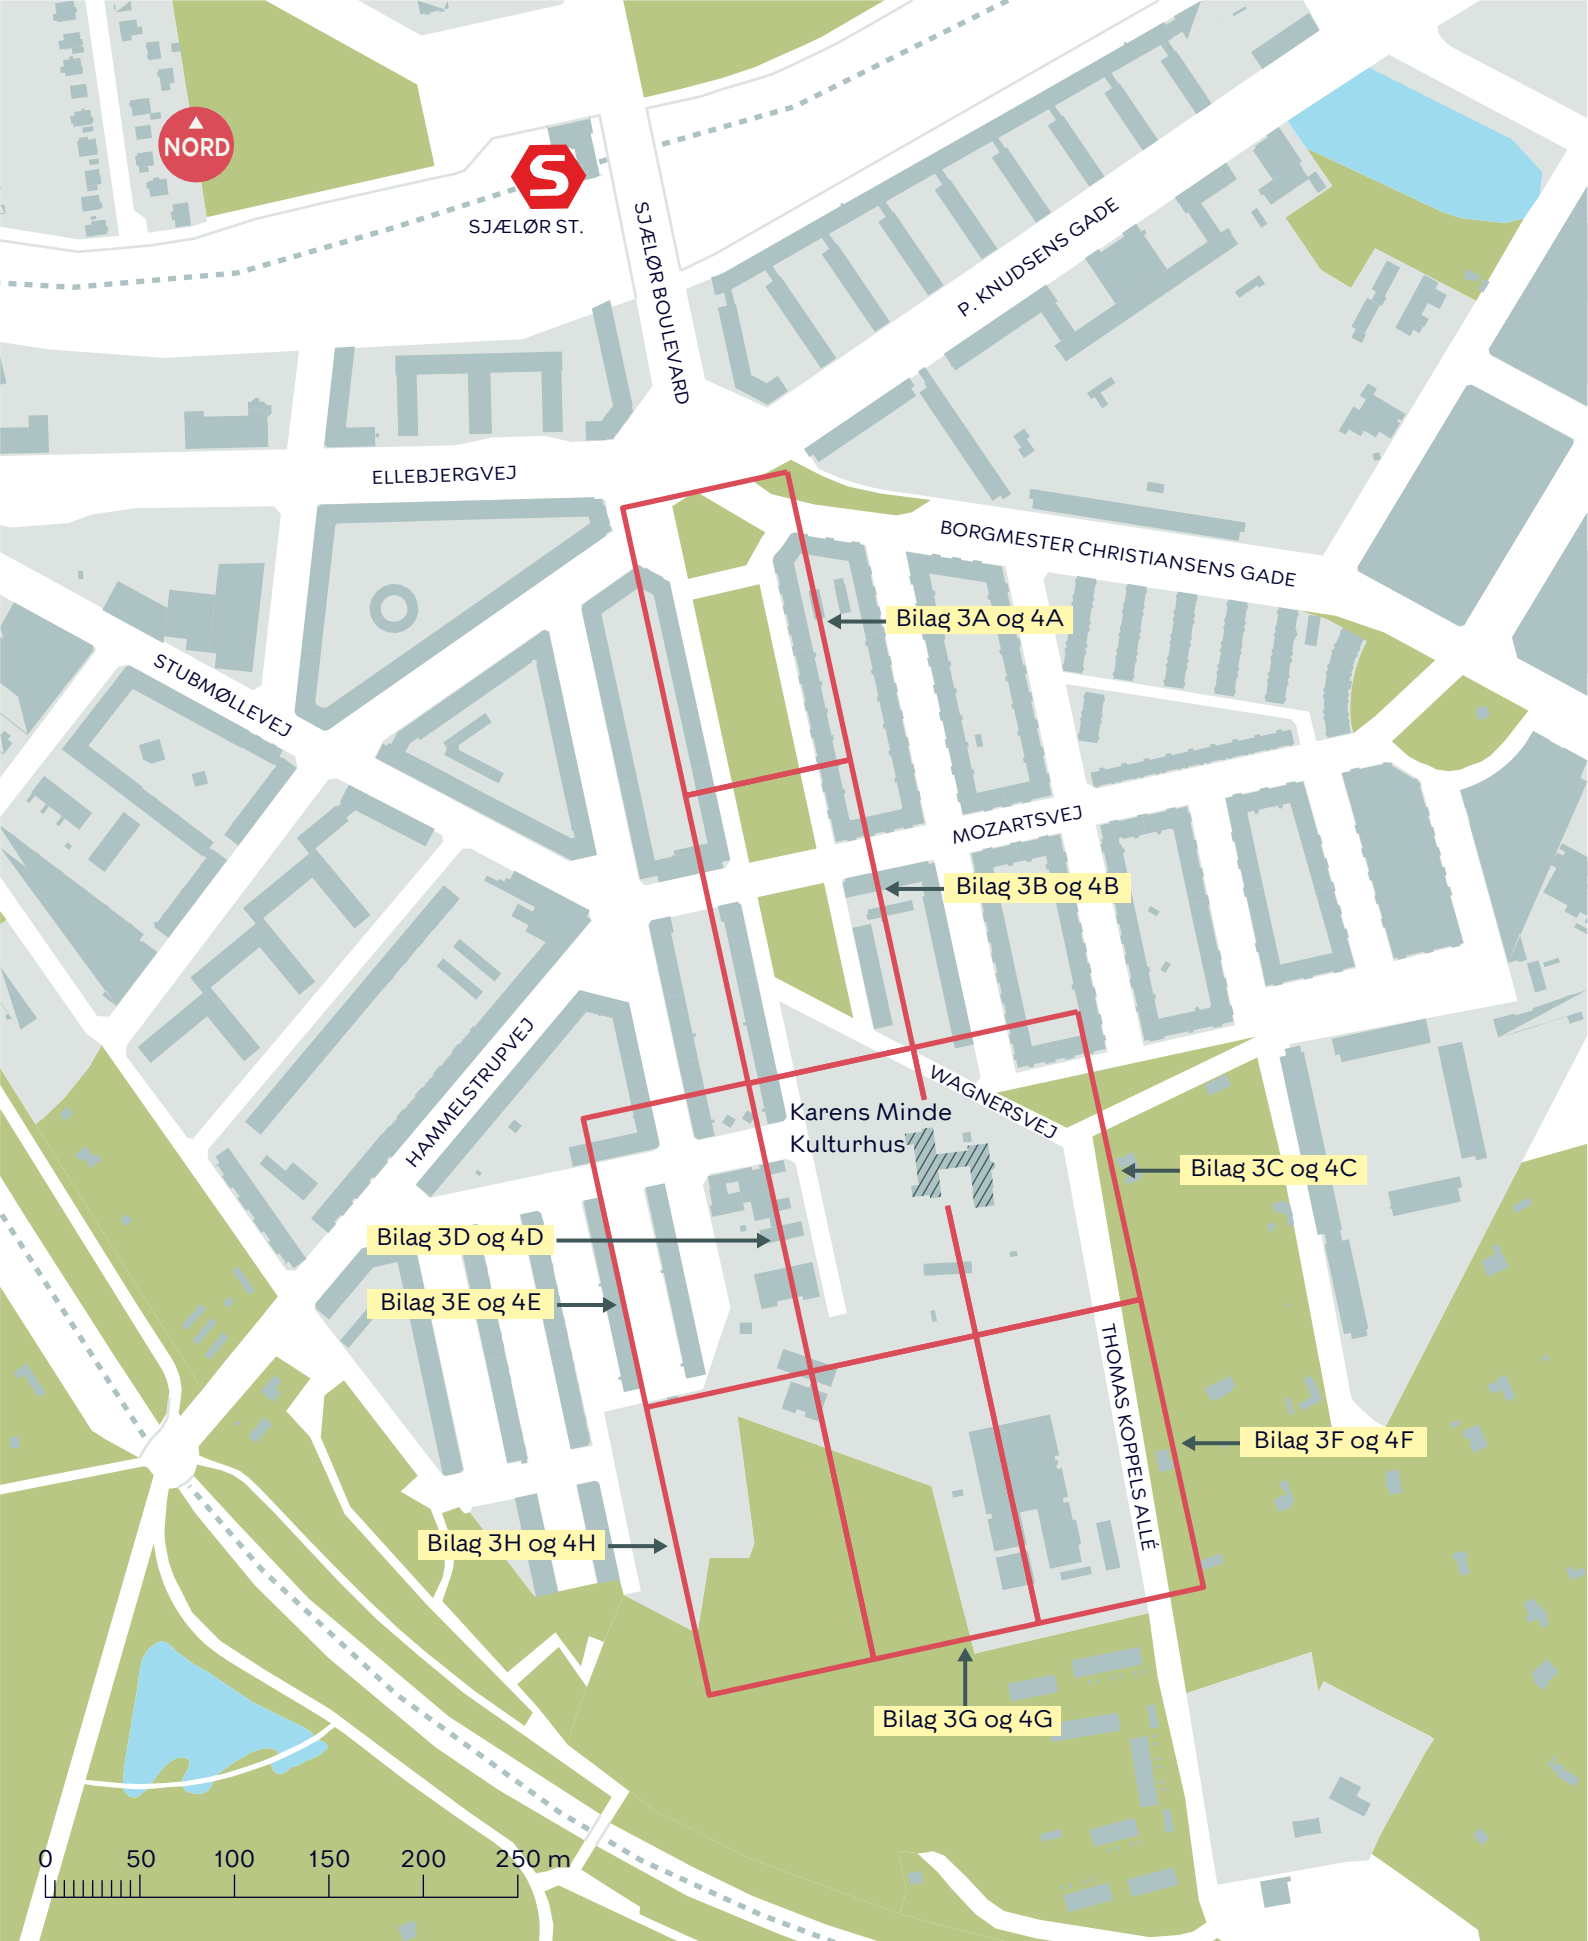 NORD
S
SJÆLØR ST.
SJÆLØR BOULEVARD
P. KNUDSENS GADE
ELLEBJERGVEJ
BORGMESTER CHRISTIANSENS GADE
Bilag 3A og 4A
STUBMØLLEVEJ
MOZARTSVEJ
Bilag 3B og 4B
HAMMELSTRUPVEJ
WAGNERSVEJ
Karens Minde
Kulturhus
Bilag 3C og 4C
Bilag 3D og 4D
Bilag 3E og 4E
THOMAS KOPPELS ALLÉ
Bilag 3F og 4F
Bilag 3H og 4H
Bilag 3G og 4G
0 50 100 150 200 250 m